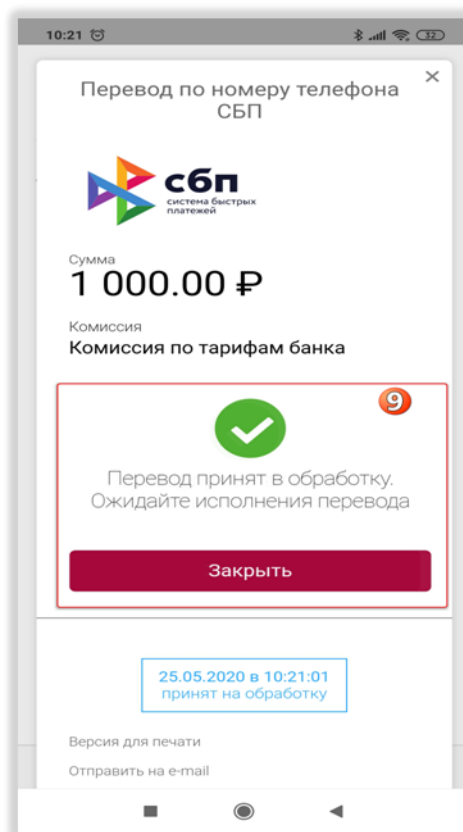 10:21
32
Перевод по номеру телефона
СБП
сбп
система быстрых
платежей
Сумма
1 000.00 ₽
Комиссия
Комиссия по тарифам банка
9
Перевод принят в обработку.
Ожидайте исполнения перевода
Закрыть
25.05.2020 в 10:21:01
принят на обработку
Версия для печати
Отправить на e-mail